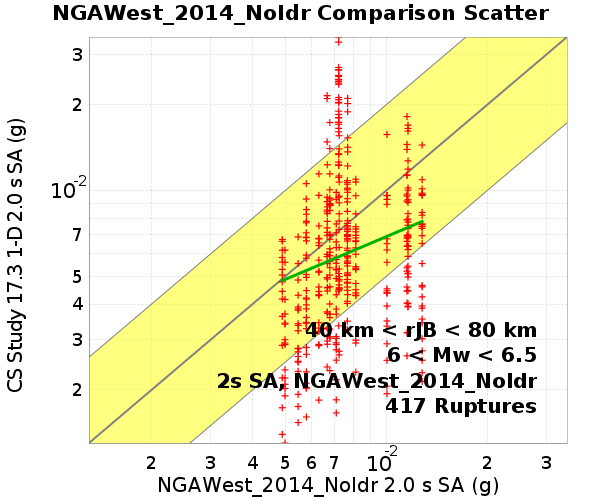 NGAWest_2014_NoIdr Comparison Scatter
CS Study 17.3 1-D 2.0 s SA (g)
3
2
10-2
7
5
4
3
2
40 km < rJB < 80 km
6 < Mw < 6.5
2s SA, NGAWest_2014_NoIdr
417 Ruptures
2 3 4 5 6 7 10-2 2 3
NGAWest_2014_NoIdr 2.0 s SA (g)